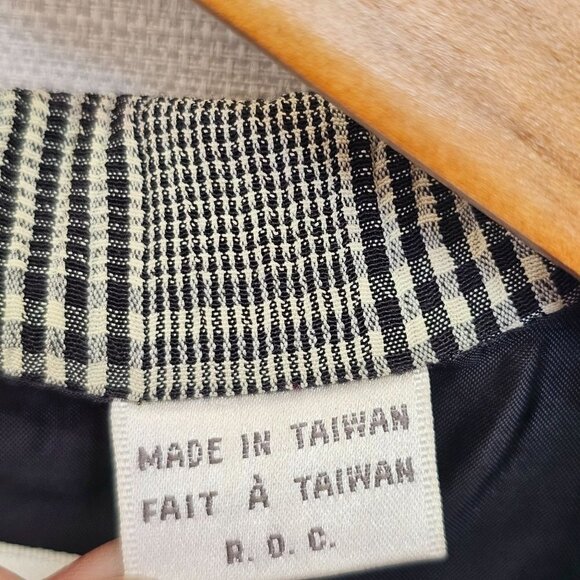 MADE IN TAIWAN
FAIT À TAIWAN
R. O. C.